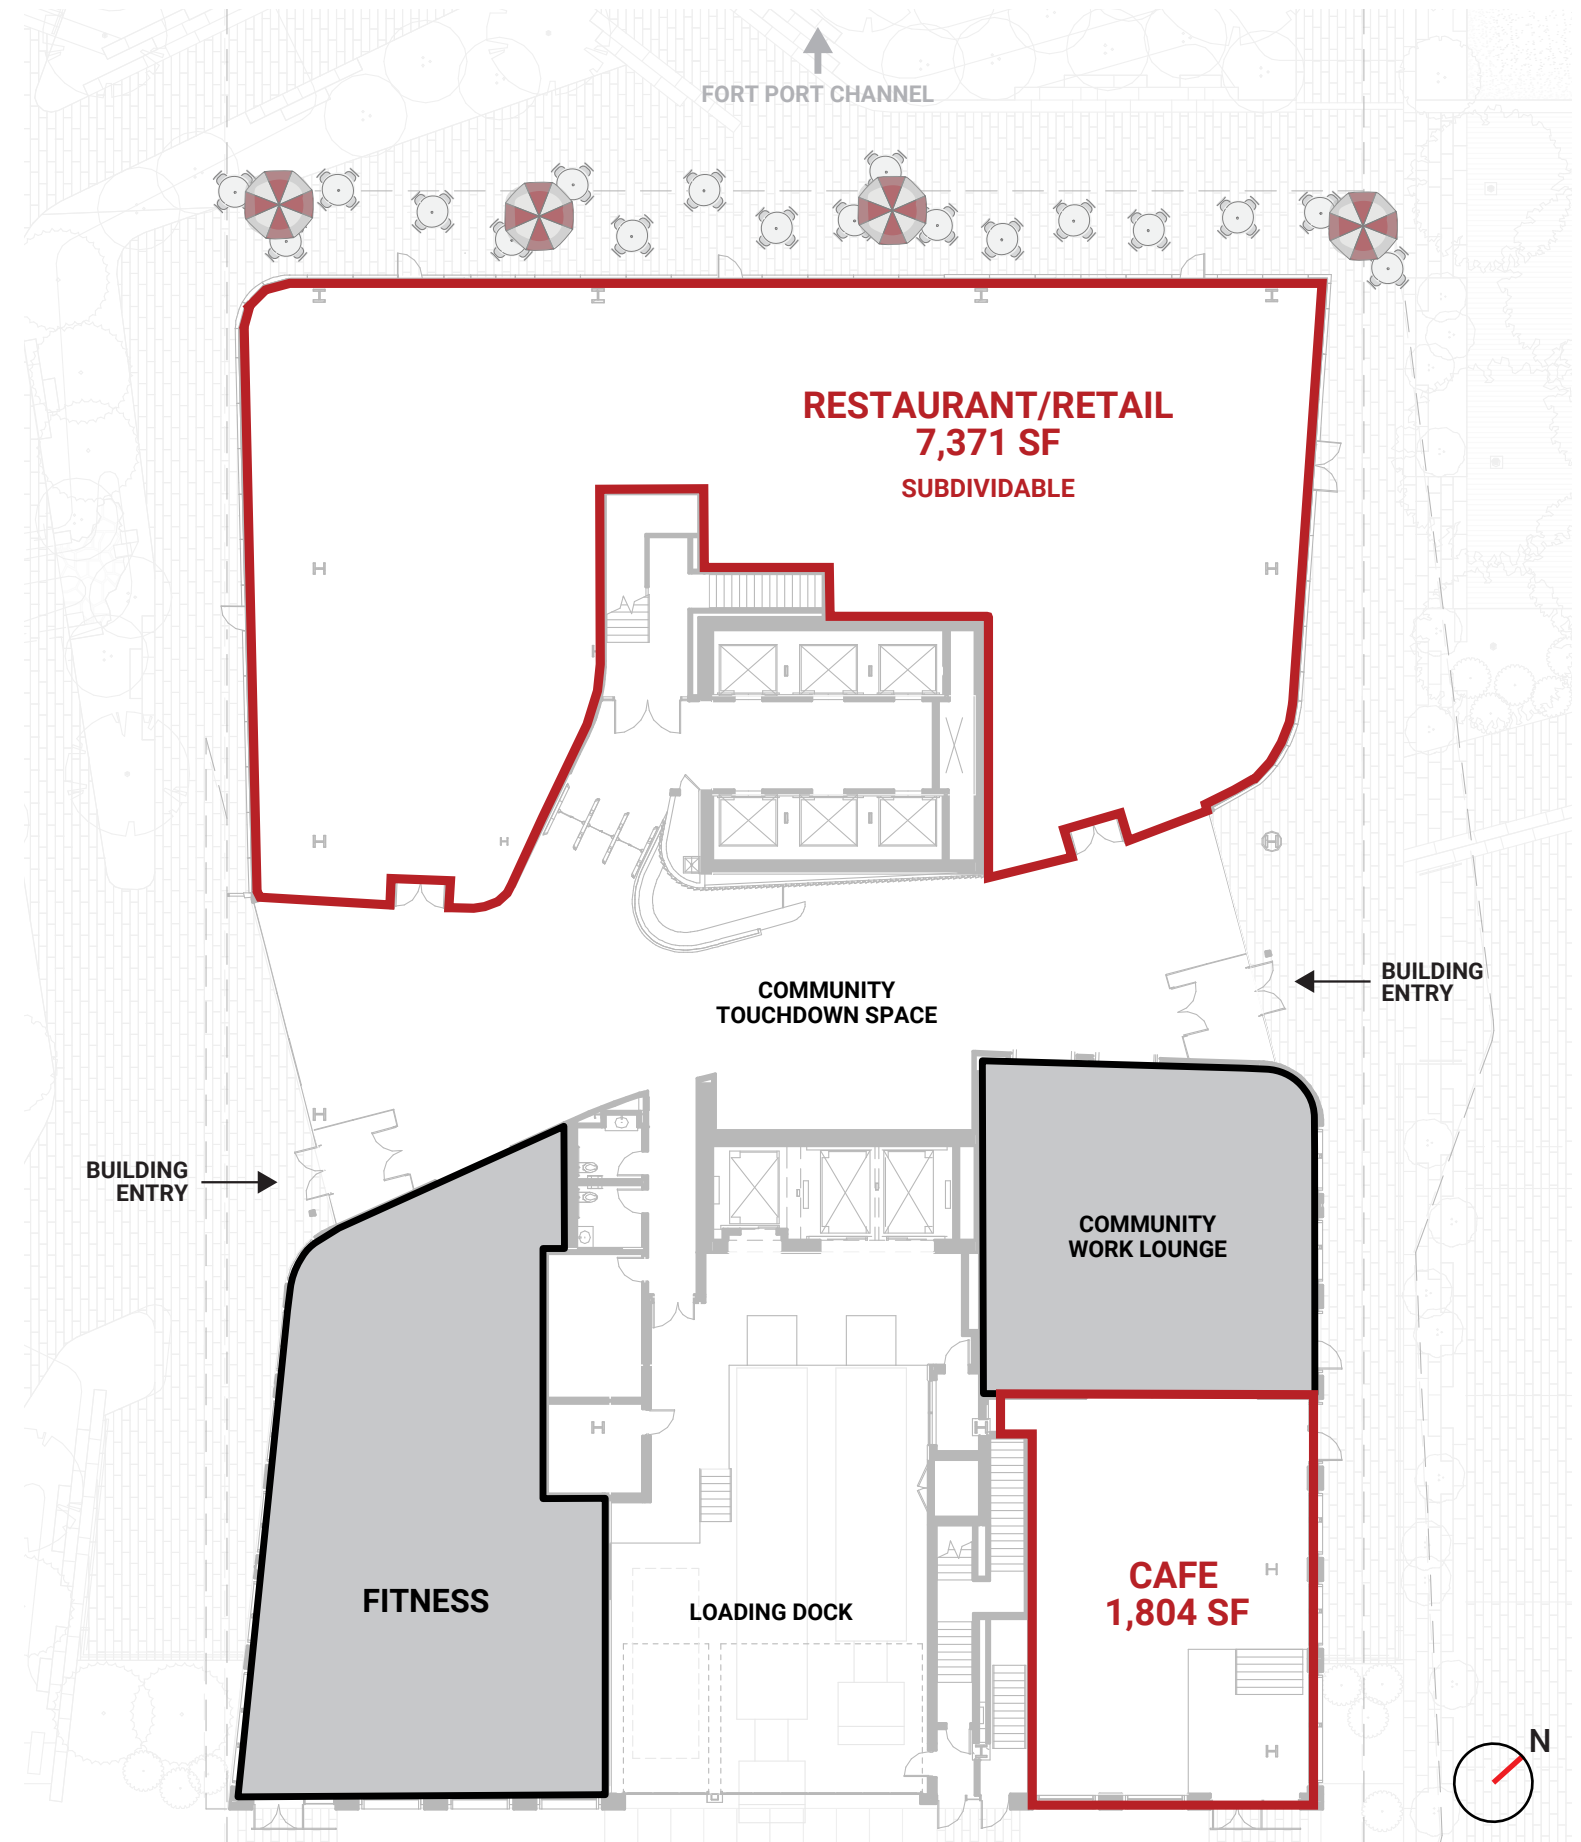 FORT PORT CHANNEL
RESTAURANT/RETAIL
7,371 SF
SUBDIVIDABLE
COMMUNITY
TOUCHDOWN SPACE
BUILDING
ENTRY
BUILDING
ENTRY
COMMUNITY
WORK LOUNGE
FITNESS
LOADING DOCK
CAFE
1,804 SF
N